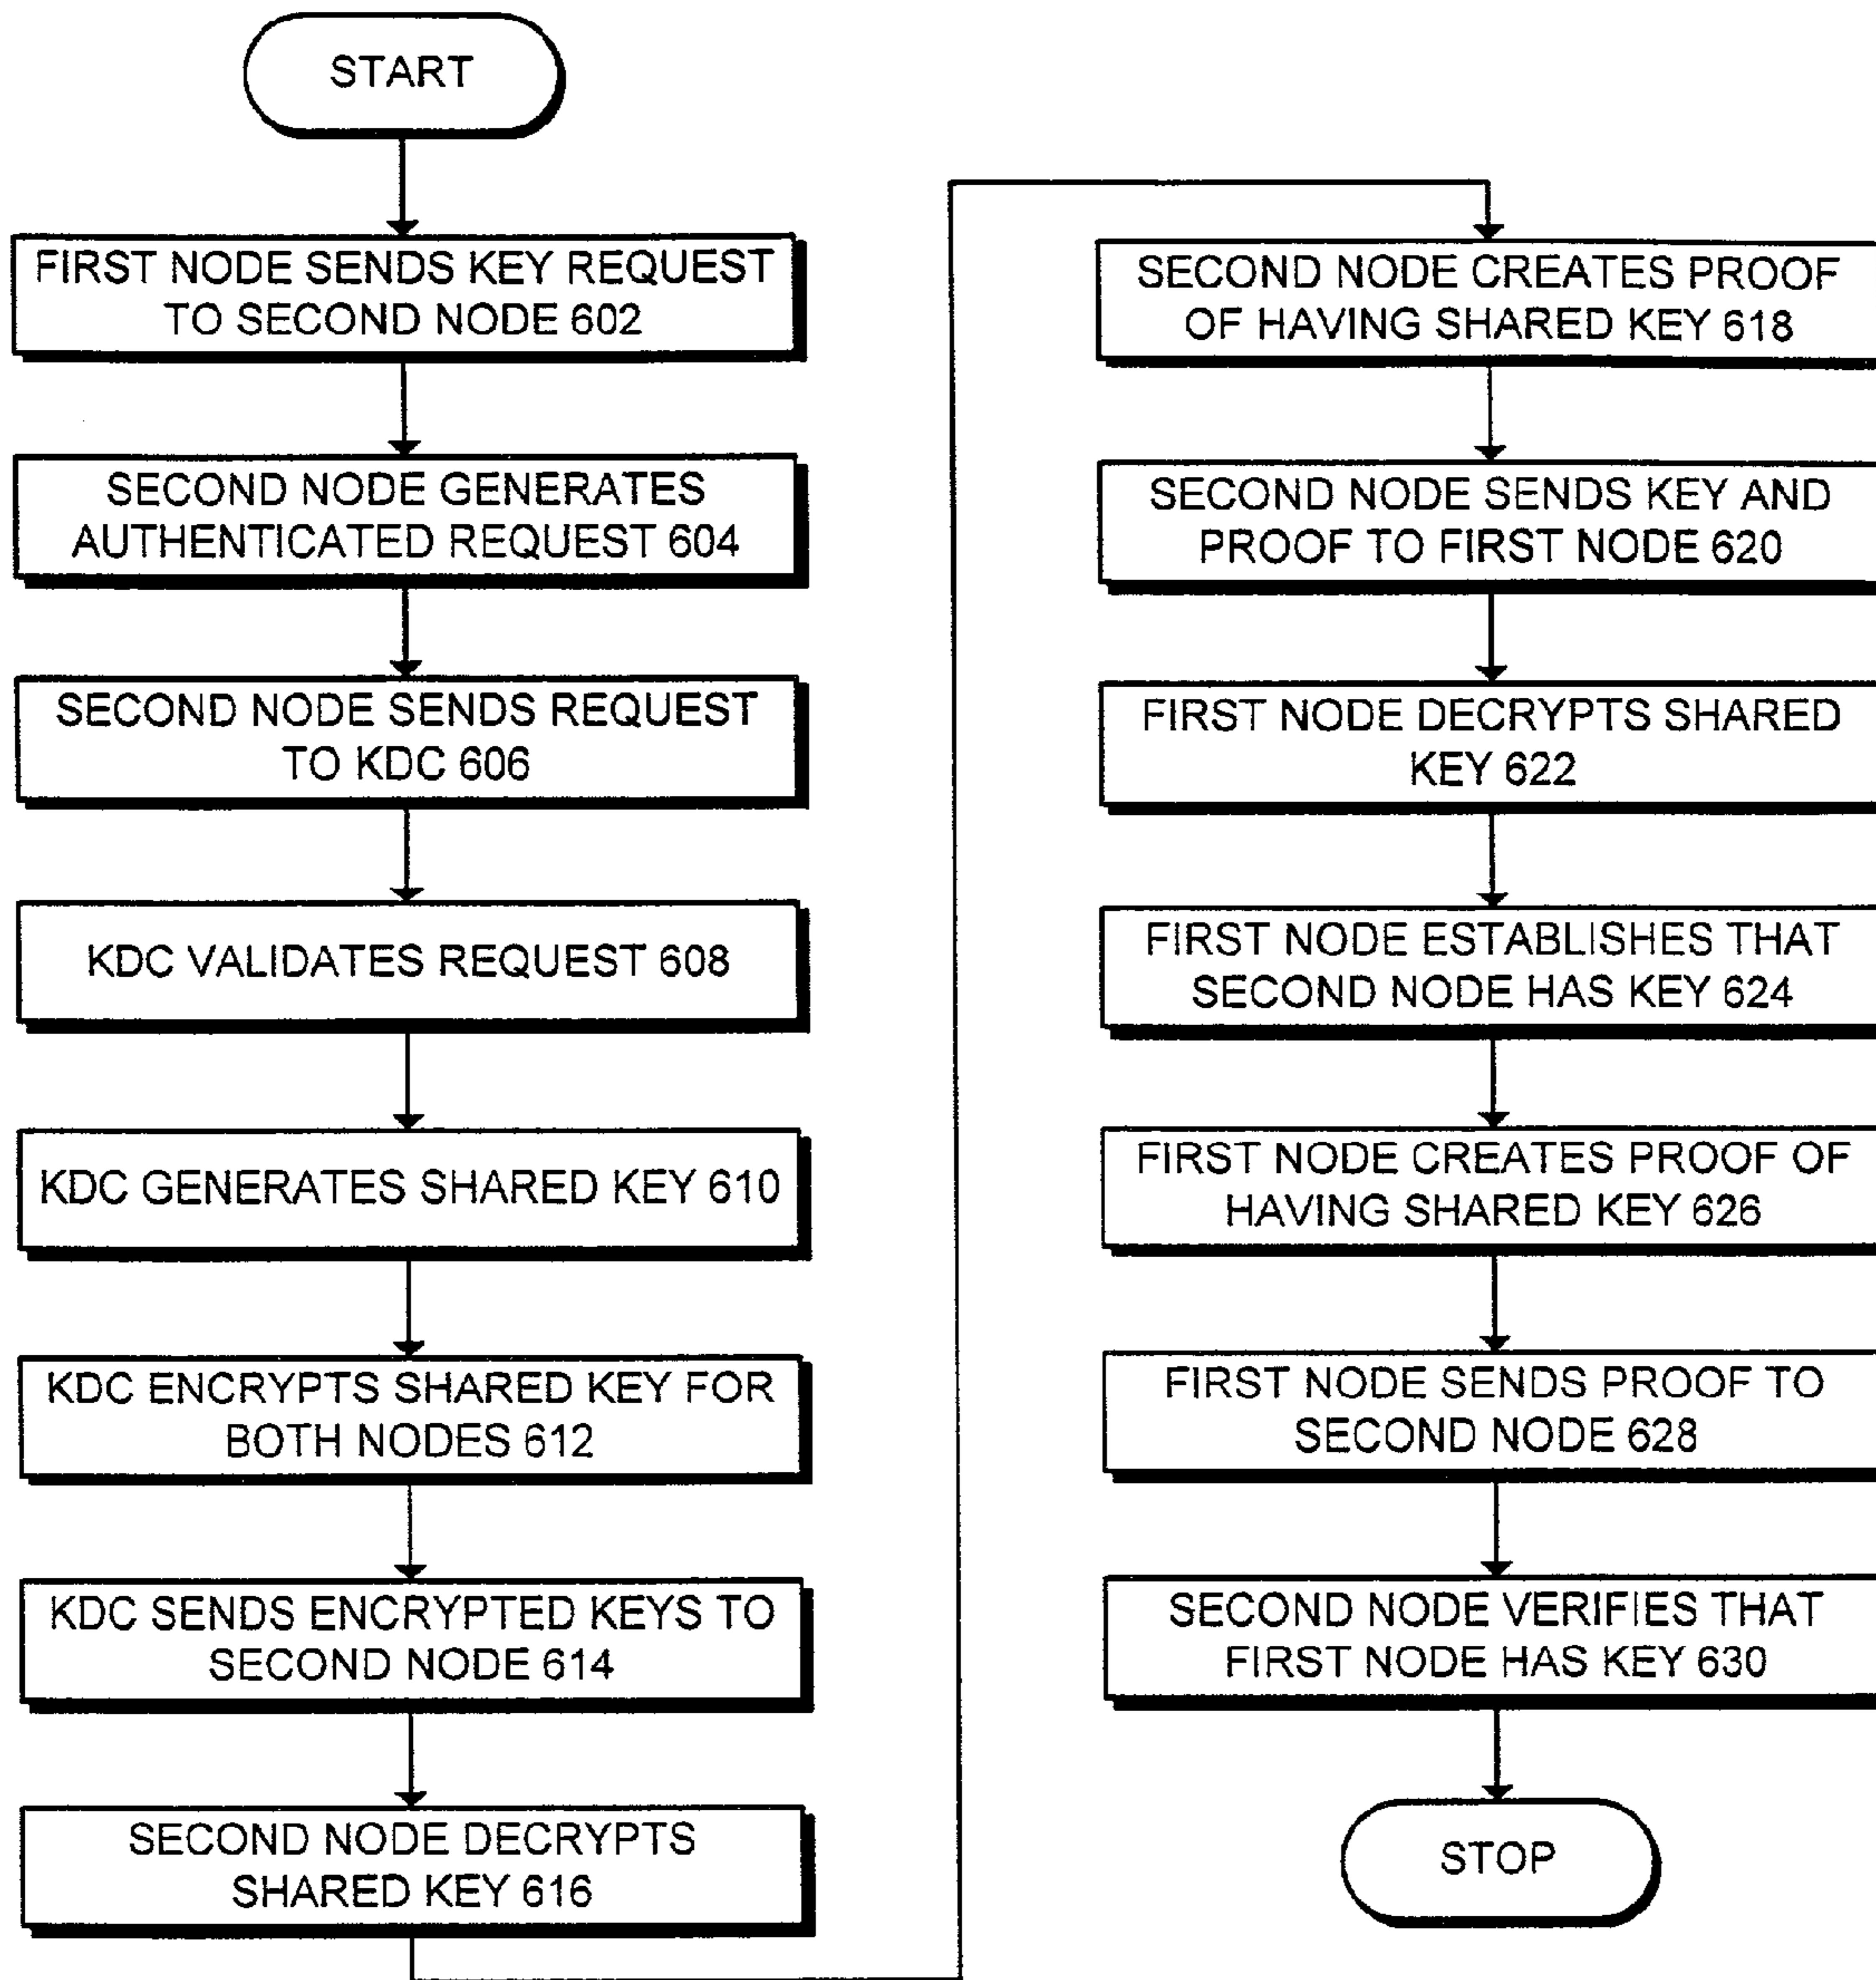 START
FIRST NODE SENDS KEY REQUEST
TO SECOND NODE 602
SECOND NODE GENERATES
AUTHENTICATED REQUEST 604
SECOND NODE SENDS REQUEST
TO KDC 606
KDC VALIDATES REQUEST 608
KDC GENERATES SHARED KEY 610
KDC ENCRYPTS SHARED KEY FOR
BOTH NODES 612
KDC SENDS ENCRYPTED KEYS TO
SECOND NODE 614
SECOND NODE DECRYPTS
SHARED KEY 616
SECOND NODE CREATES PROOF
OF HAVING SHARED KEY 618
SECOND NODE SENDS KEY AND
PROOF TO FIRST NODE 620
FIRST NODE DECRYPTS SHARED
KEY 622
FIRST NODE ESTABLISHES THAT
SECOND NODE HAS KEY 624
FIRST NODE CREATES PROOF OF
HAVING SHARED KEY 626
FIRST NODE SENDS PROOF TO
SECOND NODE 628
SECOND NODE VERIFIES THAT
FIRST NODE HAS KEY 630
STOP